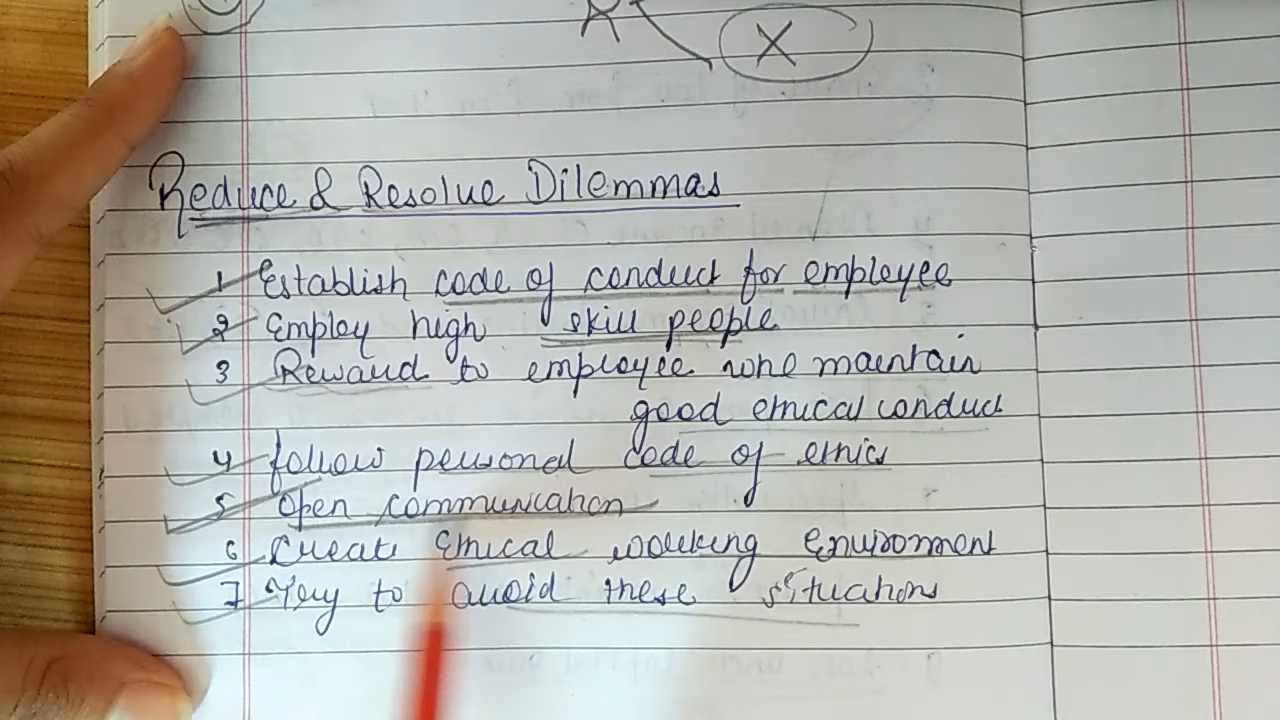 X
Reduce & Resolve Dilemmas
1 Establish code of conduct for employee
2 Employ high skill people
3 Reward to employee who maintain
good ethical conduct
4 follow personal code of ethics
5 Open communication
6 Create Ethical working Enviroment
7 Try to avoid these situations